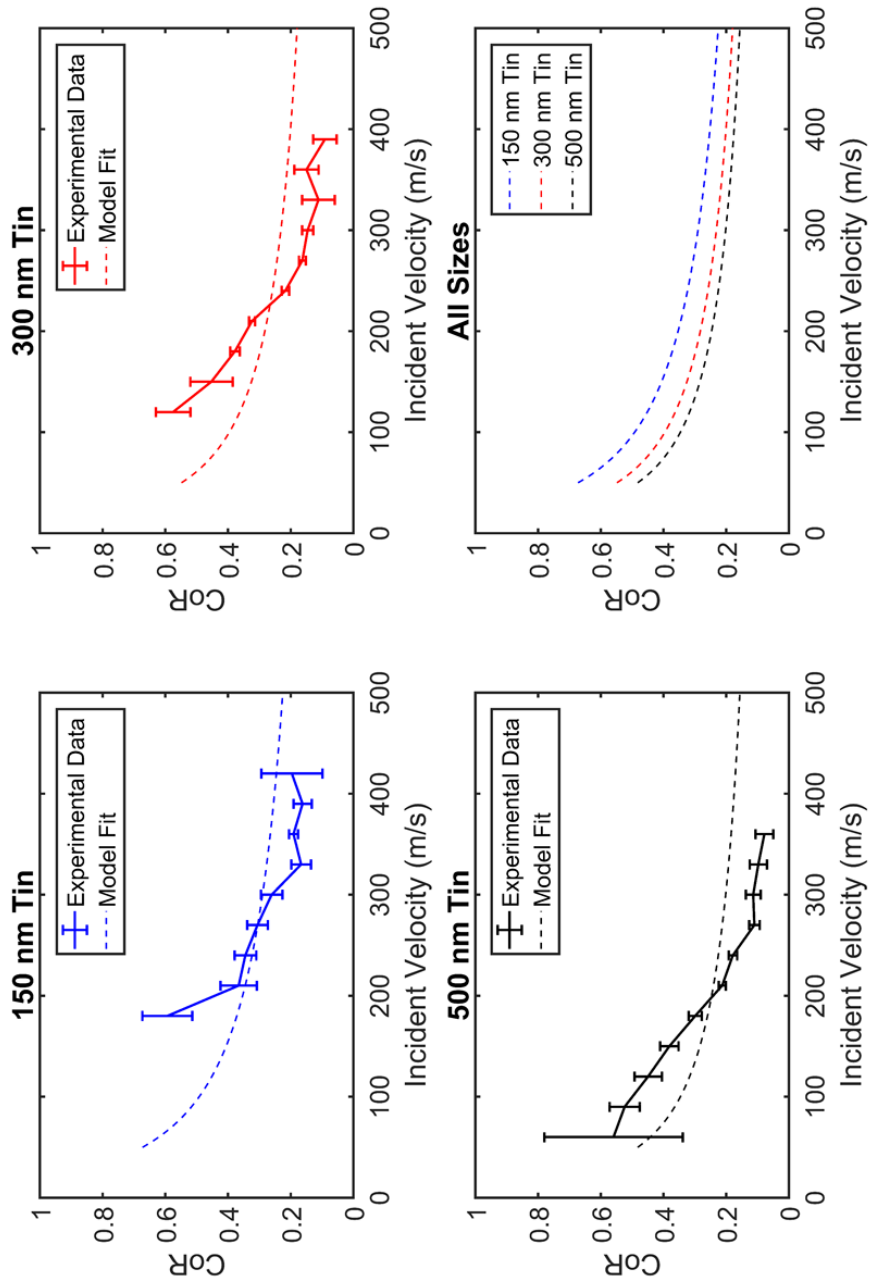 150 nm Tin
Experimental Data
Model Fit
1
0.8
0.6
0.4
0.2
0
CoR
0 100 200 300 400 500
Incident Velocity (m/s)
300 nm Tin
Experimental Data
Model Fit
1
0.8
0.6
0.4
0.2
0
CoR
0 100 200 300 400 500
Incident Velocity (m/s)
500 nm Tin
Experimental Data
Model Fit
1
0.8
0.6
0.4
0.2
0
CoR
0 100 200 300 400 500
Incident Velocity (m/s)
All Sizes
150 nm Tin
300 nm Tin
500 nm Tin
1
0.8
0.6
0.4
0.2
0
CoR
0 100 200 300 400 500
Incident Velocity (m/s)